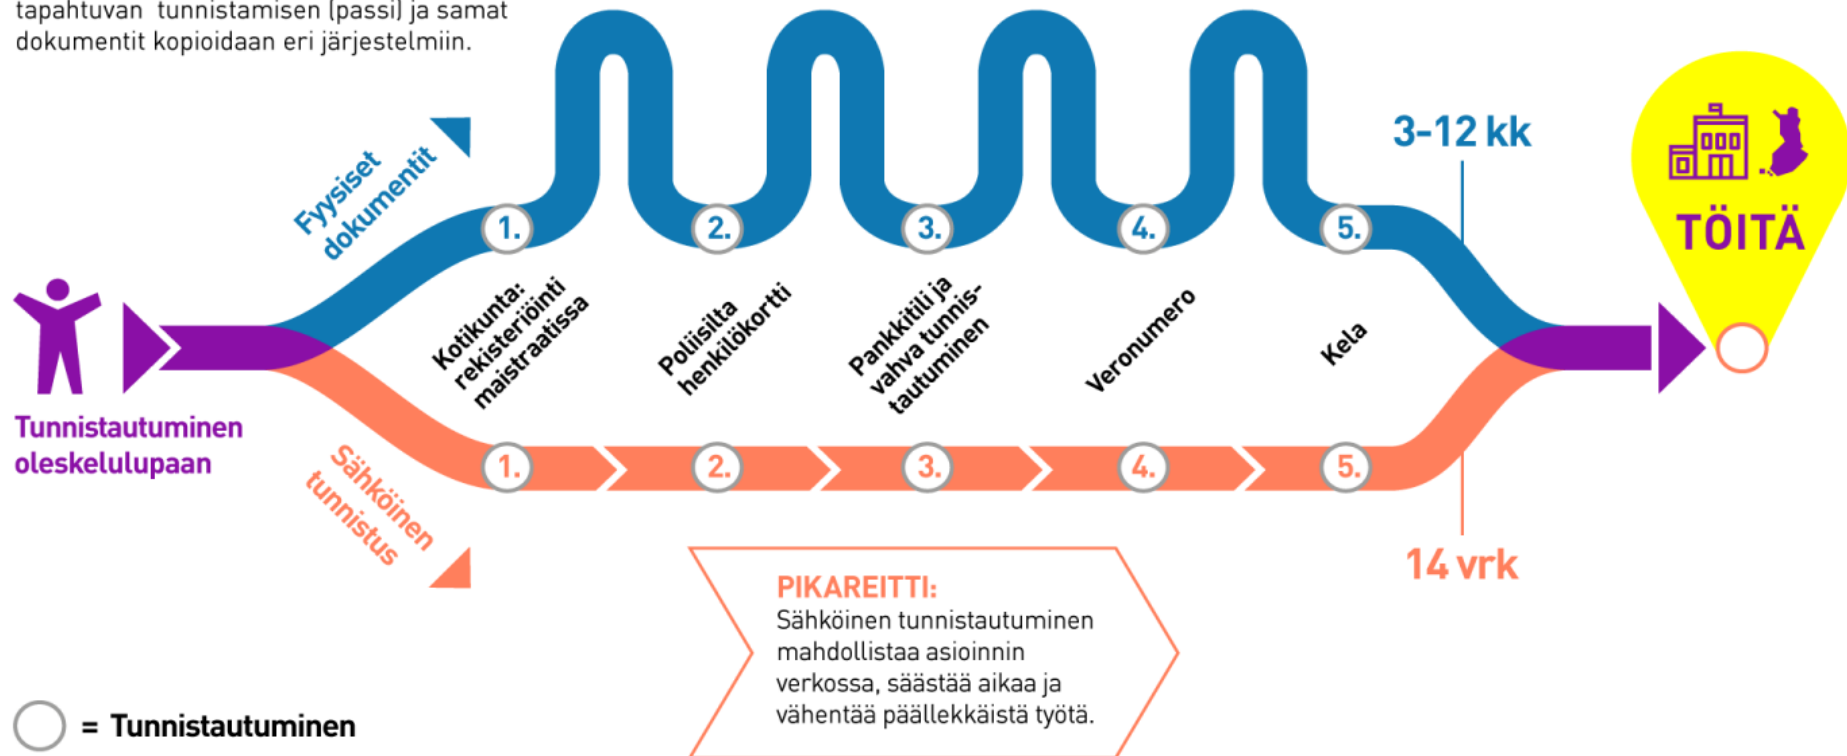 tapahtuvan tunnistamisen (passi) ja samat
dokumentit kopioidaan eri järjestelmiin.
Fyysiset
dokumentit
1.
2.
3.
4.
5.
3-12 kk
TÖITÄ
Kotikunta:
rekisteriöinti
maistraatissa
Poliisilta
henkilökortti
Pankkitili ja
vahva tunnis-
tautuminen
Veronumero
Kela
Tunnistautuminen
oleskelulupaan
Sähköinen
tunnistus
1.
2.
3.
4.
5.
14 vrk
PIKAREITTI:
Sähköinen tunnistautuminen
mahdollistaa asioinnin
verkossa, säästää aikaa ja
vähentää päällekkäistä työtä.
= Tunnistautuminen